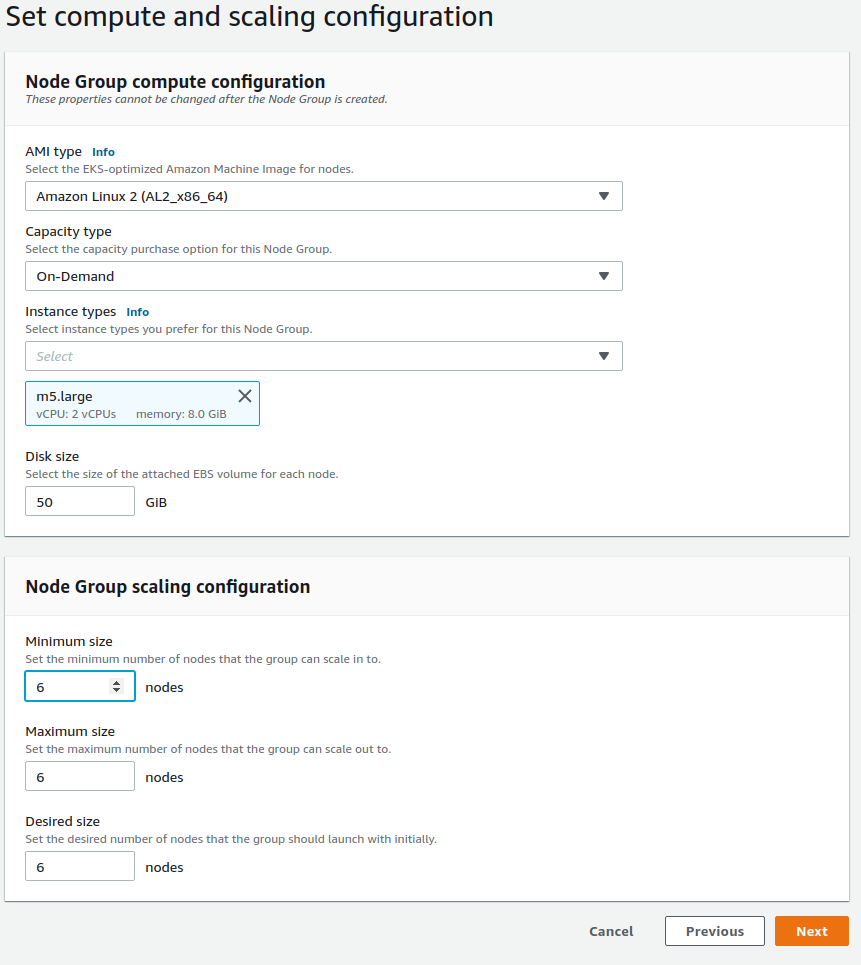 Set compute and scaling configuration
Node Group compute configuration
These properties cannot be changed after the Node Group is created.
AMI type Info
Select the EKS-optimized Amazon Machine Image for nodes.
Amazon Linux 2 (AL2_x86_64)
Capacity type
Select the capacity purchase option for this Node Group.
On-Demand
Instance types Info
Select instance types you prefer for this Node Group.
Select
m5.large
vCPU: 2 vCPUs memory: 8.0 GiB
Disk size
Select the size of the attached EBS volume for each node.
50 GiB
Node Group scaling configuration
Minimum size
Set the minimum number of nodes that the group can scale in to.
6 nodes
Maximum size
Set the maximum number of nodes that the group can scale out to.
6 nodes
Desired size
Set the desired number of nodes that the group should launch with initially.
6 nodes
Cancel Previous Next